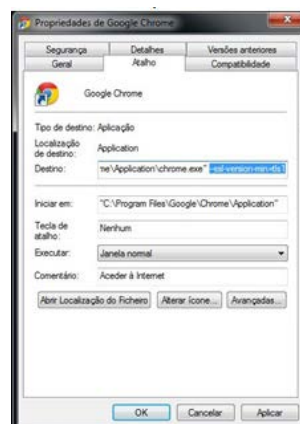 Propriedades de Google Chrome
Segurança Detalhes Versões anteriores
Geral Atalho Compatibilidade
Google Chrome
Tipo de destino: Aplicação
Localização de destino: Application
Destino: me\Application\chrome.exe" --ssl-version-min=tls1
Iniciar em: "C:\Program Files\Google\Chrome\Application"
Tecla de atalho: Nenhum
Executar: Janela normal
Comentário: Aceder à Internet
Abrir Localização do Ficheiro Alterar ícone... Avançadas...
OK Cancelar Aplicar